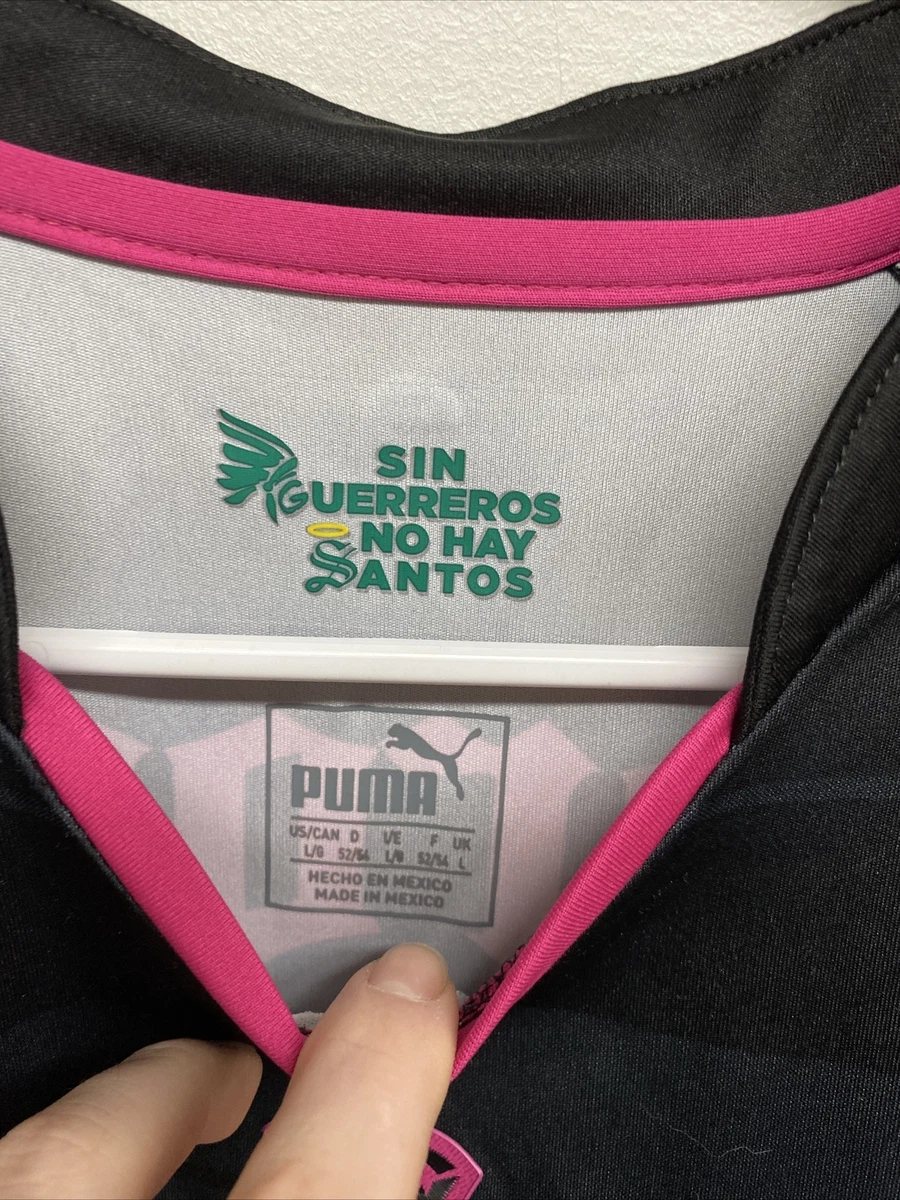 SIN
GUERREROS
NO HAY
SANTOS
PUMA
US/CAN D I/E F UK
L/G 52/54 L/G 52/54 L
HECHO EN MEXICO
MADE IN MEXICO